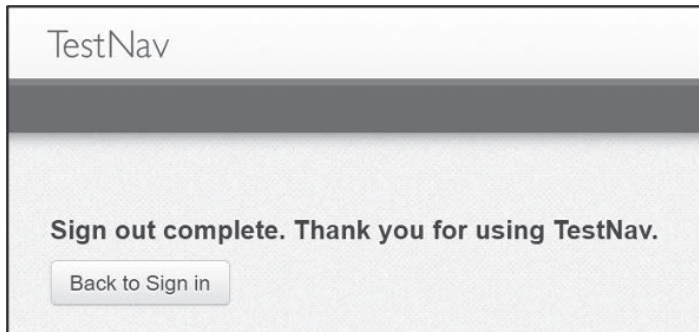 TestNav
Sign out complete. Thank you for using TestNav.
Back to Sign in